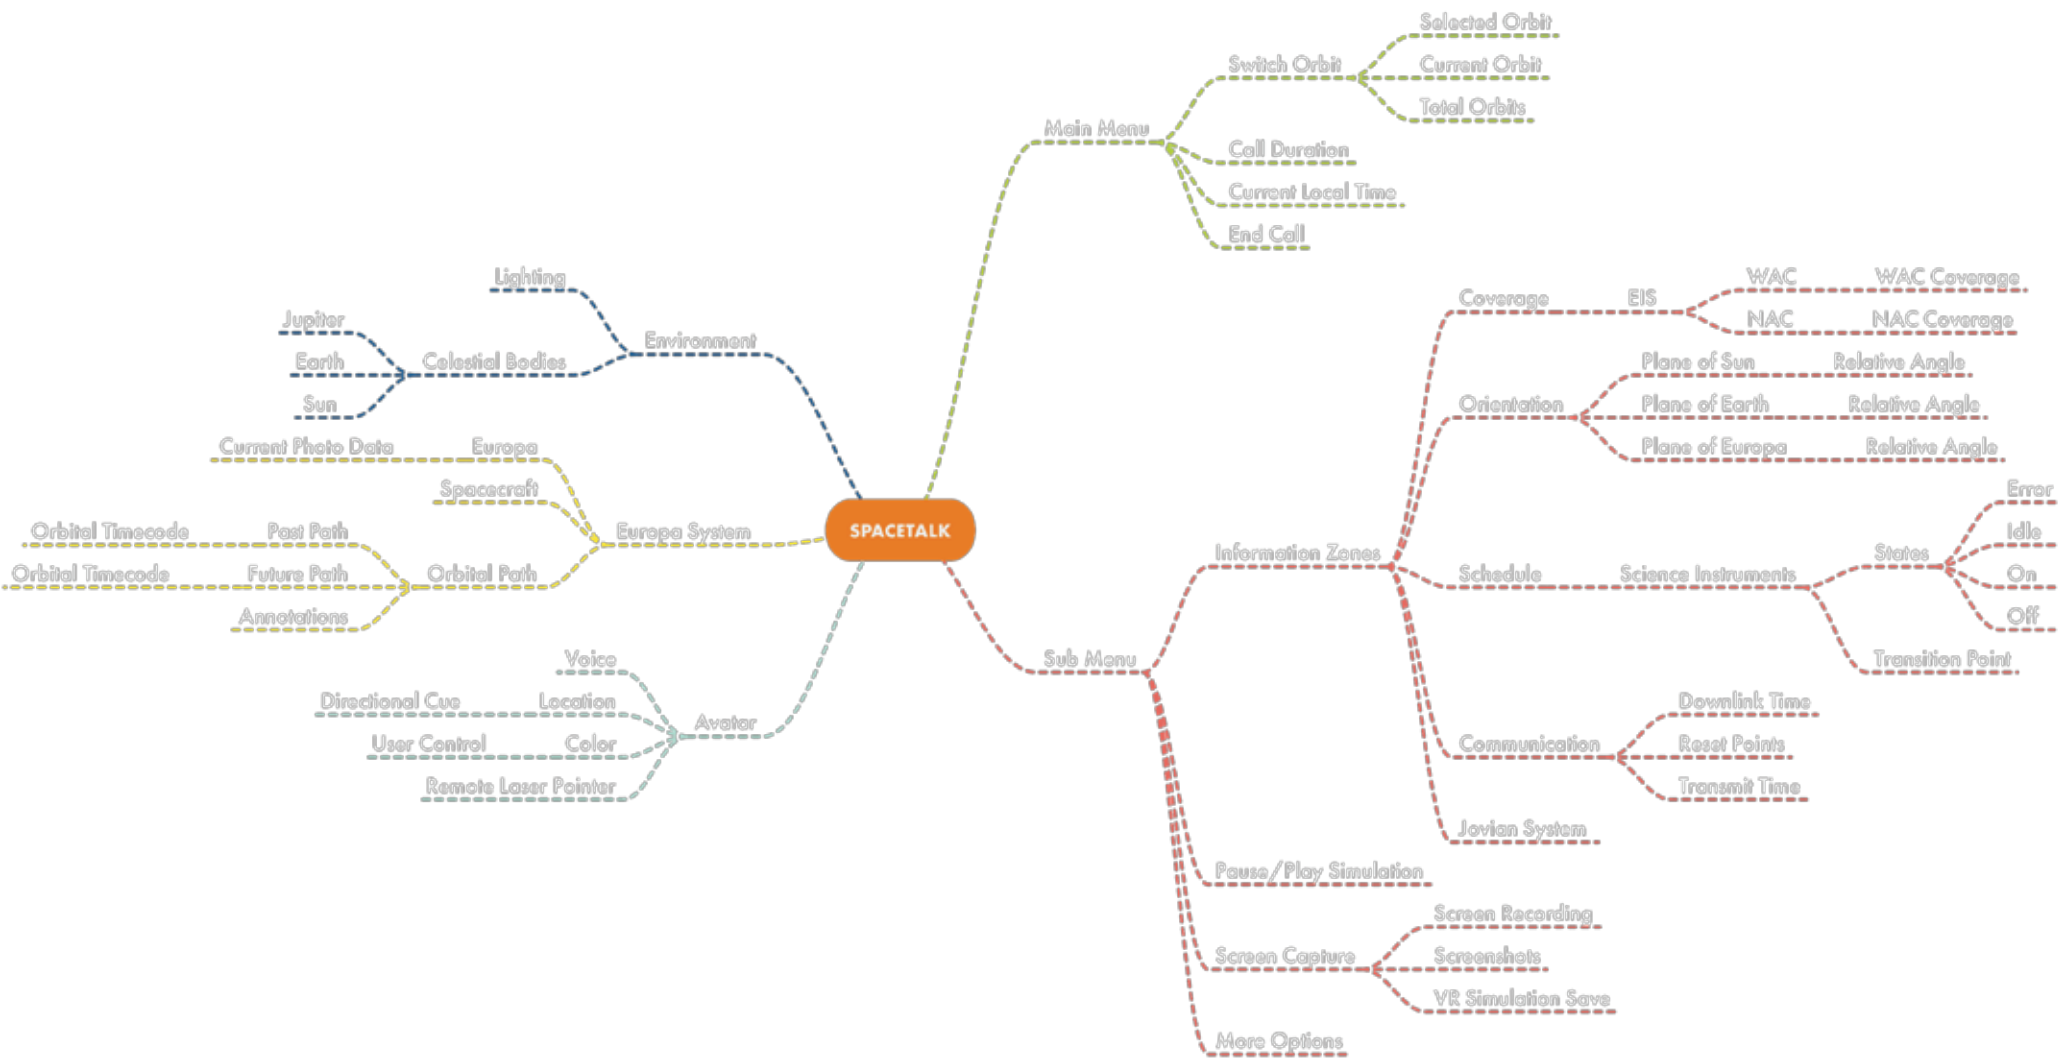 SPACETALK
Main Menu
Switch Orbit
Selected Orbit
Current Orbit
Total Orbits
Call Duration
Current Local Time
End Call
Environment
Lighting
Celestial Bodies
Jupiter
Earth
Sun
Europa System
Europa
Current Photo Data
Spacecraft
Orbital Path
Past Path
Orbital Timecode
Future Path
Orbital Timecode
Annotations
Avatar
Voice
Location
Directional Cue
Color
User Control
Remote Laser Pointer
Sub Menu
Information Zones
Coverage
EIS
WAC
WAC Coverage
NAC
NAC Coverage
Orientation
Plane of Sun
Relative Angle
Plane of Earth
Relative Angle
Plane of Europa
Relative Angle
Schedule
Science Instruments
States
Error
Idle
On
Off
Transition Point
Communication
Downlink Time
Reset Points
Transmit Time
Jovian System
Pause/Play Simulation
Screen Capture
Screen Recording
Screenshots
VR Simulation Save
More Options